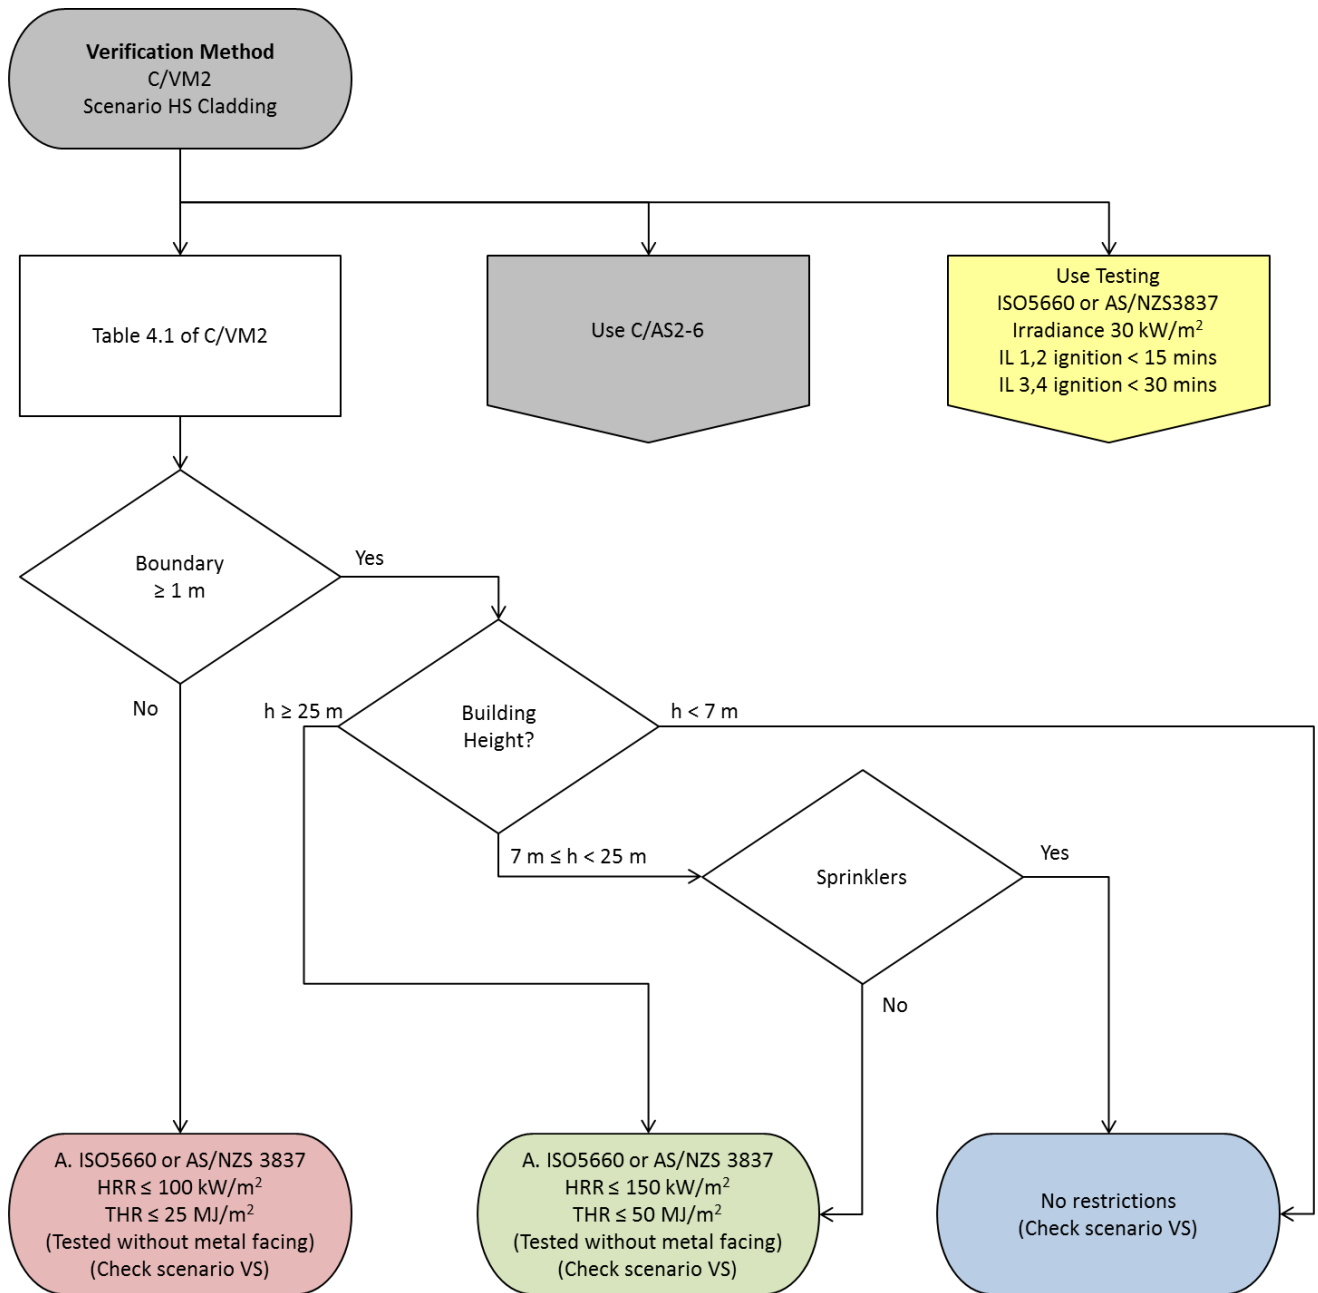 Verification Method
C/VM2
Scenario HS Cladding
Table 4.1 of C/VM2
Use C/AS2-6
Use Testing
ISO5660 or AS/NZS3837
Irradiance 30 kW/m²
IL 1,2 ignition < 15 mins
IL 3,4 ignition < 30 mins
Boundary
≥ 1 m
Yes
No
Building
Height?
h ≥ 25 m
h < 7 m
7 m ≤ h < 25 m
Sprinklers
Yes
No
A. ISO5660 or AS/NZS 3837
HRR ≤ 100 kW/m²
THR ≤ 25 MJ/m²
(Tested without metal facing)
(Check scenario VS)
A. ISO5660 or AS/NZS 3837
HRR ≤ 150 kW/m²
THR ≤ 50 MJ/m²
(Tested without metal facing)
(Check scenario VS)
No restrictions
(Check scenario VS)